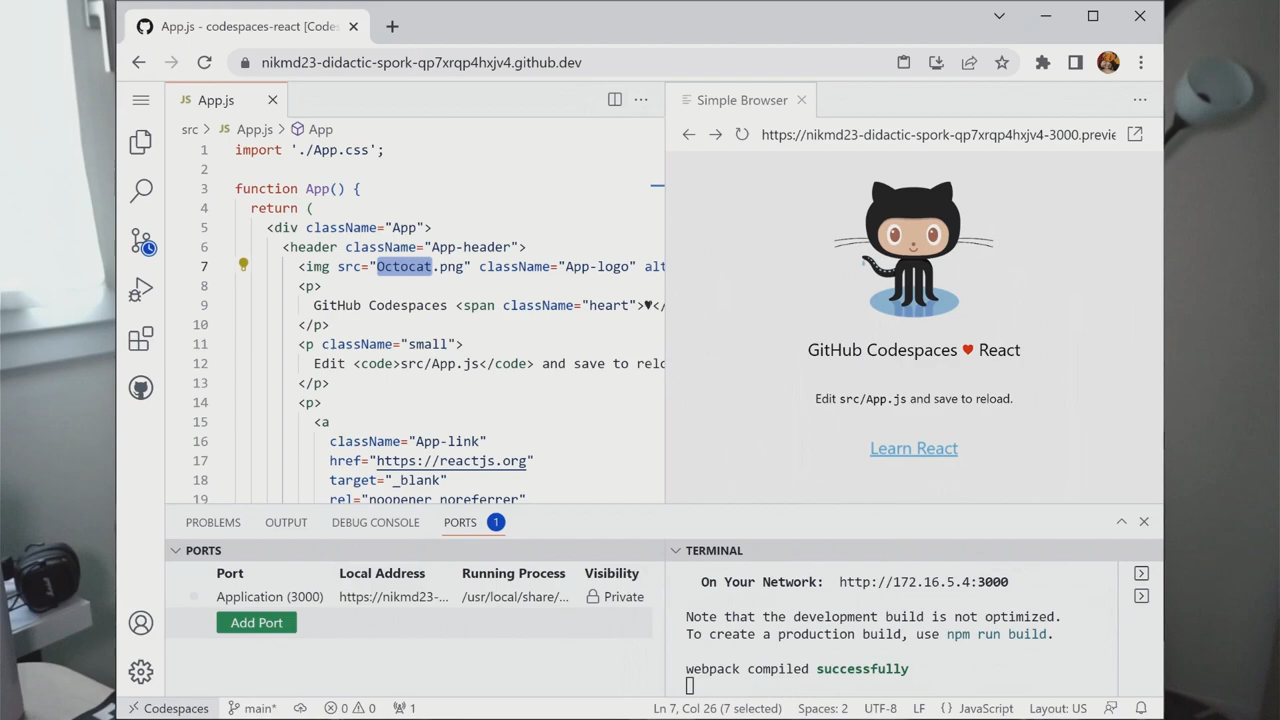 App.js - codespaces-react [Codes
nikmd23-didactic-spork-qp7xrqp4hxjv4.github.dev
JS App.js
Simple Browser
src > JS App.js > App
https://nikmd23-didactic-spork-qp7xrqp4hxjv4-3000.previe
1 import './App.css';
2
3 function App() {
4 return (
5 <div className="App">
6 <header className="App-header">
7 <img src="Octocat.png" className="App-logo" alt
8 <p>
9 GitHub Codespaces <span className="heart">♥</
10 </p>
11 <p className="small">
12 Edit <code>src/App.js</code> and save to relo
13 </p>
14 <p>
15 <a
16 className="App-link"
17 href="https://reactjs.org"
18 target="_blank"
19 rel="noopener noreferrer"
GitHub Codespaces ♥ React
Edit src/App.js and save to reload.
Learn React
PROBLEMS OUTPUT DEBUG CONSOLE PORTS 1
PORTS
Port Local Address Running Process Visibility
Application (3000) https://nikmd23-... /usr/local/share/... Private
Add Port
TERMINAL
On Your Network: http://172.16.5.4:3000
Note that the development build is not optimized.
To create a production build, use npm run build.
webpack compiled successfully
Codespaces main* 0 0 1 Ln 7, Col 26 (7 selected) Spaces: 2 UTF-8 LF {} JavaScript Layout: US